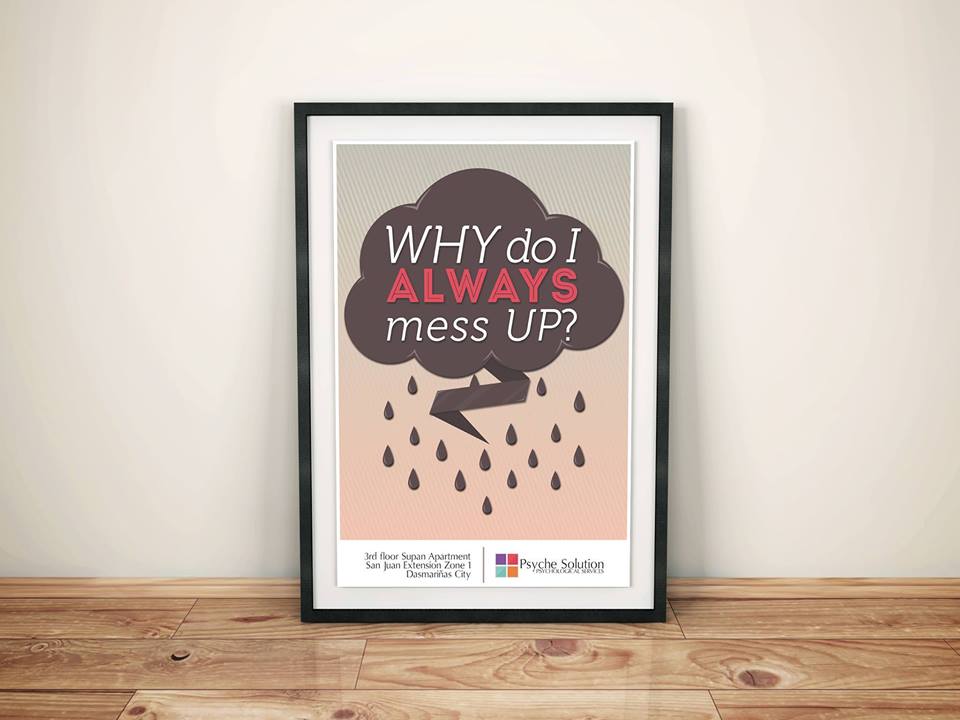 WHY do I
ALWAYS
mess UP?
3rd floor Supan Apartment
San Juan Extension Zone 1
Dasmariñas City
Psyche Solution
PSYCHOLOGICAL SERVICES